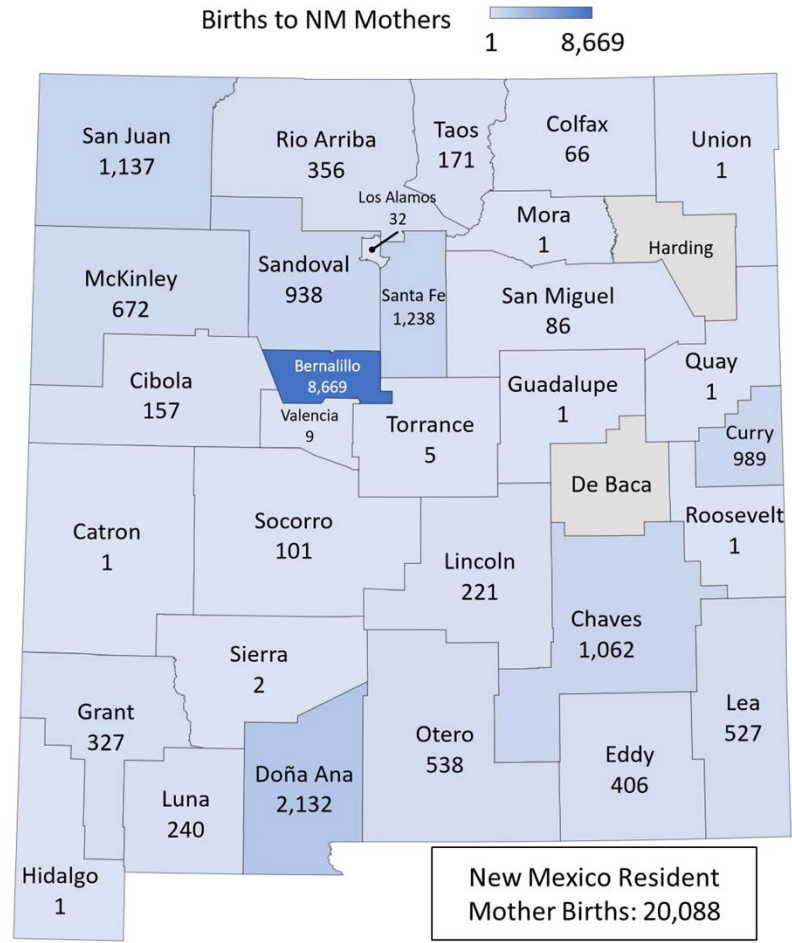 Births to NM Mothers
1 8,669
San Juan
1,137
Rio Arriba
356
Taos
171
Colfax
66
Union
1
Los Alamos
32
Mora
1
Harding
McKinley
672
Sandoval
938
Santa Fe
1,238
San Miguel
86
Bernalillo
8,669
Cibola
157
Valencia
9
Torrance
5
Guadalupe
1
Quay
1
Curry
989
De Baca
Roosevelt
1
Catron
1
Socorro
101
Lincoln
221
Chaves
1,062
Sierra
2
Grant
327
Otero
538
Lea
527
Eddy
406
Doña Ana
2,132
Luna
240
Hidalgo
1
New Mexico Resident
Mother Births: 20,088